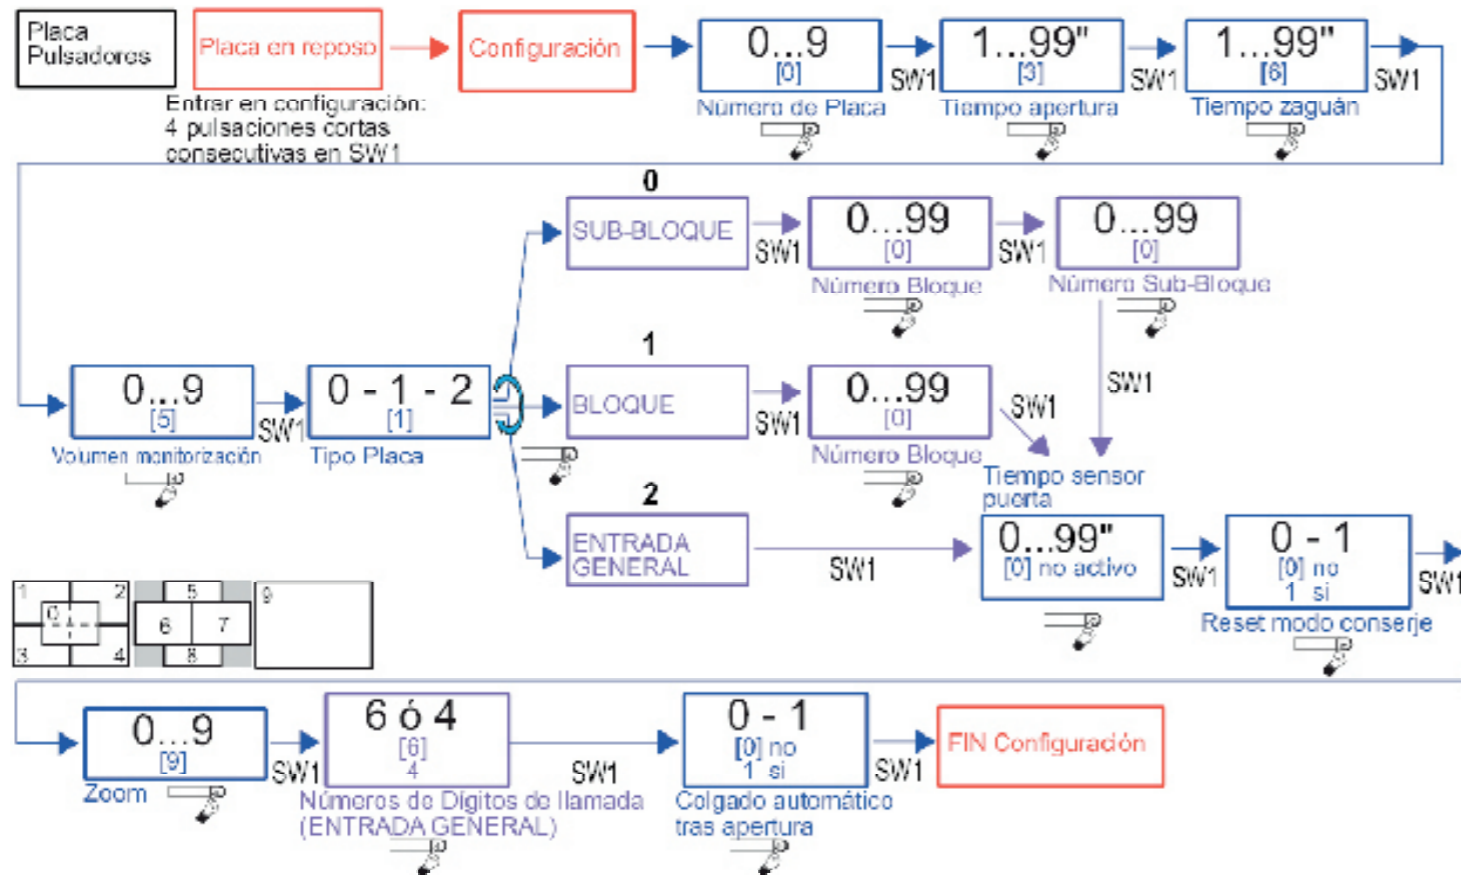 Placa
Pulsadores
Placa en reposo
Configuración
0...9
[0]
Número de Placa
SW1
1...99"
[3]
Tiempo apertura
SW1
1...99"
[6]
Tiempo zaguán
SW1
Entrar en configuración:
4 pulsaciones cortas
consecutivas en SW1
0
SUB-BLOQUE
SW1
0...99
[0]
Número Bloque
SW1
0...99
[0]
Número Sub-Bloque
SW1
0...9
[5]
Volumen monitorización
SW1
0 - 1 - 2
[1]
Tipo Placa
1
BLOQUE
SW1
0...99
[0]
Número Bloque
SW1
2
ENTRADA
GENERAL
SW1
Tiempo sensor
puerta
0...99"
[0] no activo
SW1
0 - 1
[0] no
1 si
Reset modo conserje
SW1
1
2
0
3
4
5
6
7
8
9
0...9
[9]
Zoom
SW1
6 ó 4
[6]
4
Números de Dígitos de llamada
(ENTRADA GENERAL)
SW1
0 - 1
[0] no
1 si
Colgado automático
tras apertura
SW1
FIN Configuración